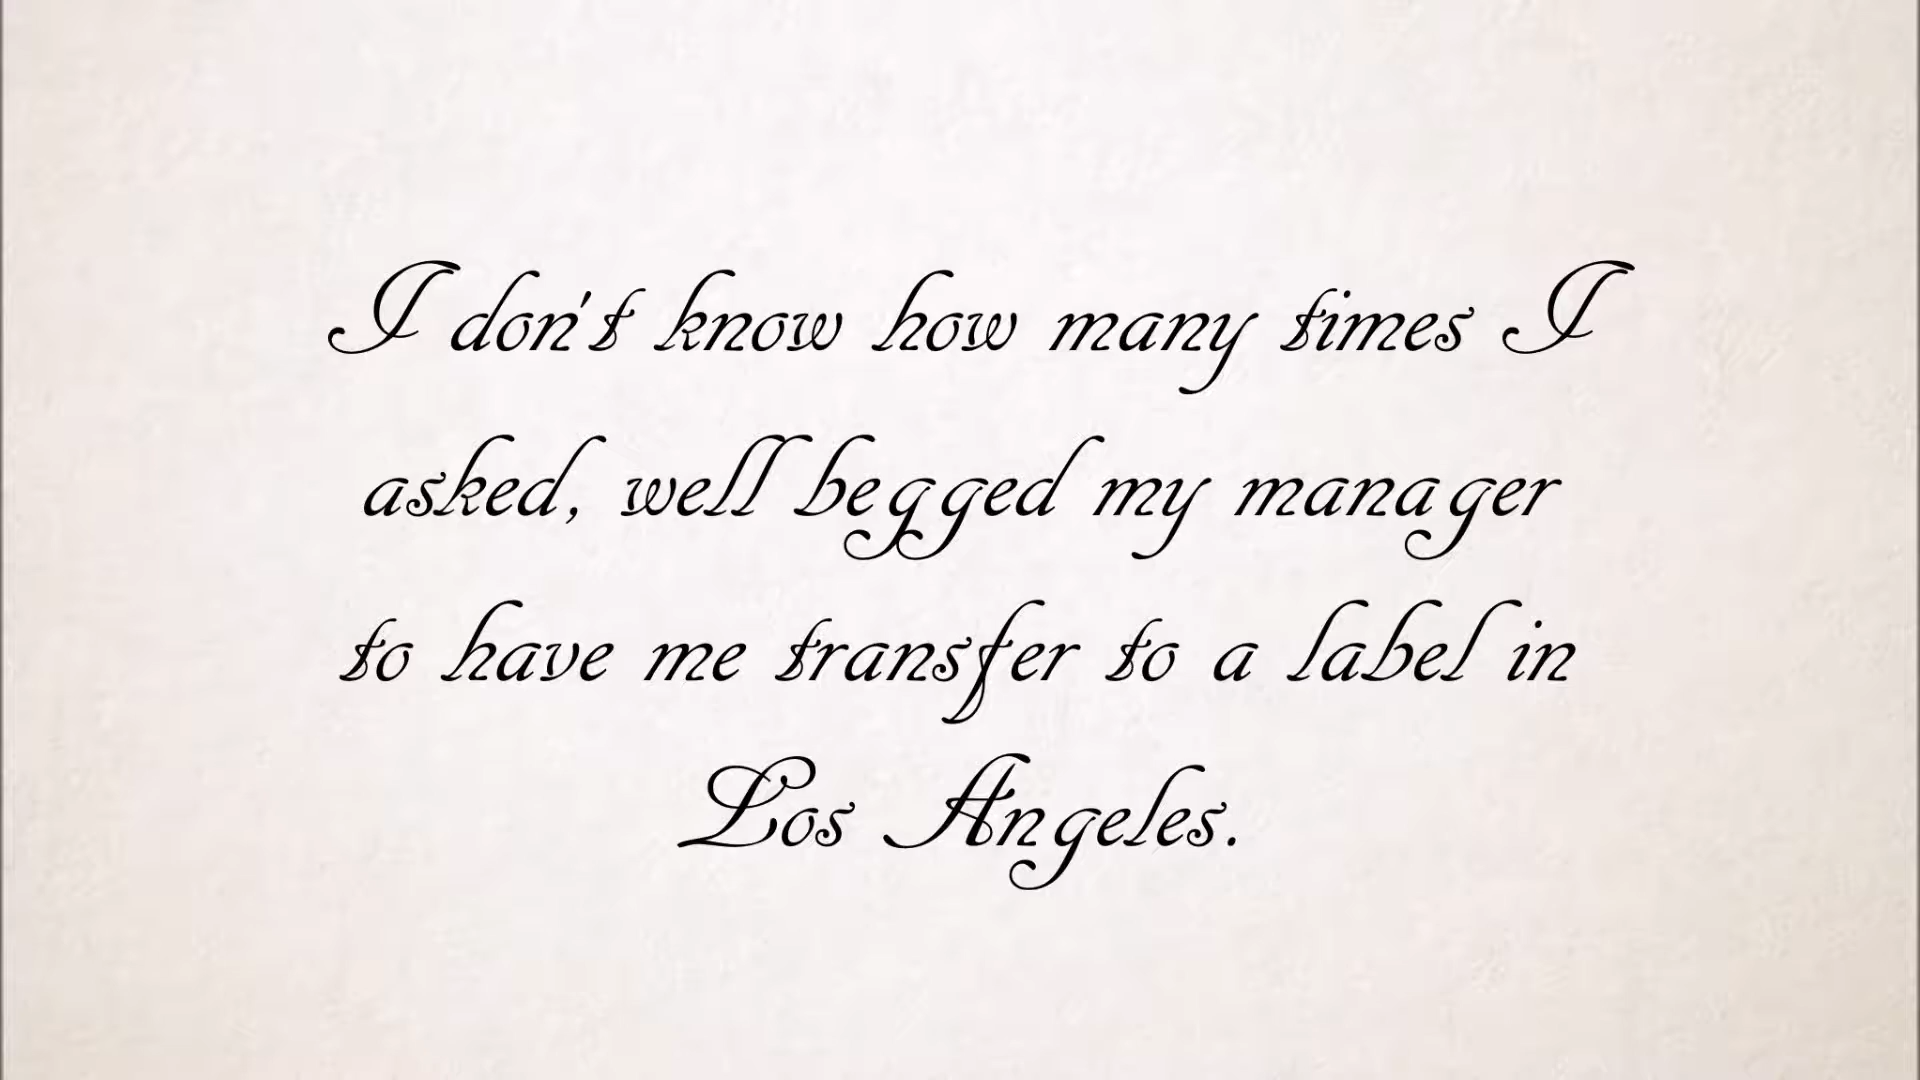 I don't know how many times I
asked, well begged my manager
to have me transfer to a label in
Los Angeles.